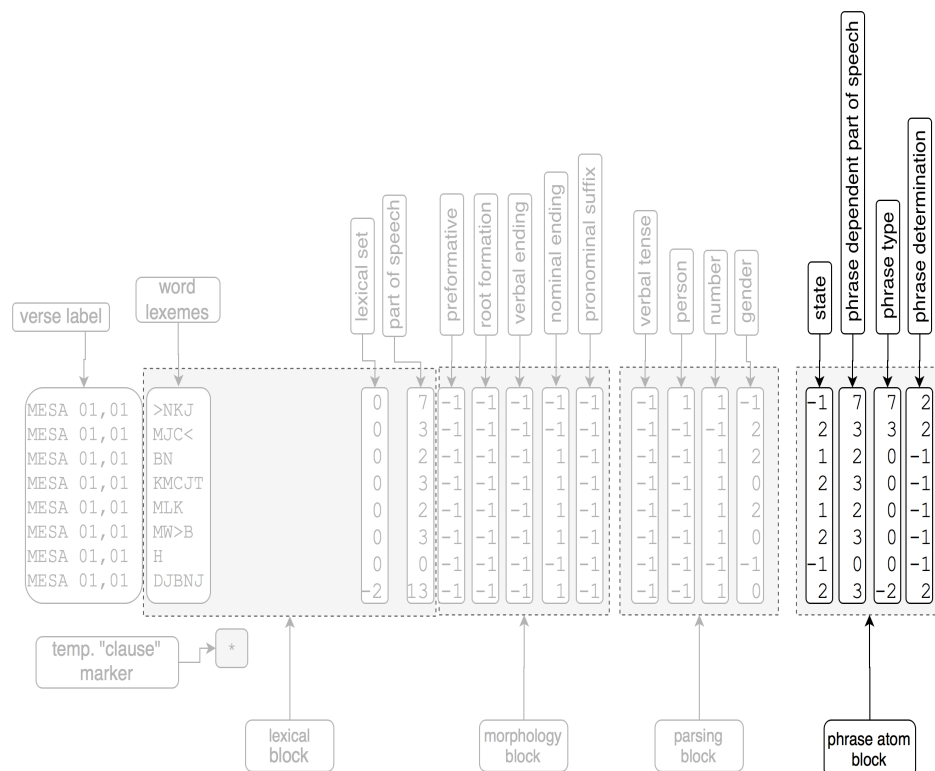 verse label
word lexemes
lexical set
part of speech
preformative
root formation
verbal ending
nominal ending
pronominal suffix
verbal tense
person
number
gender
state
phrase dependent part of speech
phrase type
phrase determination
MESA 01,01 >NKJ 0 7 -1 -1 -1 -1 -1 -1 1 1 -1 -1 7 7 2
MESA 01,01 MJC< 0 3 -1 -1 -1 -1 -1 -1 -1 -1 2 2 3 3 2
MESA 01,01 BN 0 2 -1 -1 -1 1 -1 -1 -1 1 2 1 2 0 -1
MESA 01,01 KMCJT 0 3 -1 -1 -1 -1 -1 -1 -1 1 0 2 3 0 -1
MESA 01,01 MLK 0 2 -1 -1 -1 1 -1 -1 -1 1 2 1 2 0 -1
MESA 01,01 MW>B 0 3 -1 -1 -1 -1 -1 -1 -1 1 0 2 3 0 -1
MESA 01,01 H 0 0 -1 -1 -1 -1 -1 -1 -1 -1 -1 -1 0 0 -1
MESA 01,01 DJBNJ -2 13 -1 -1 -1 1 -1 -1 -1 1 0 2 3 -2 2
temp. "clause"
marker
*
lexical
block
morphology
block
parsing
block
phrase atom
block